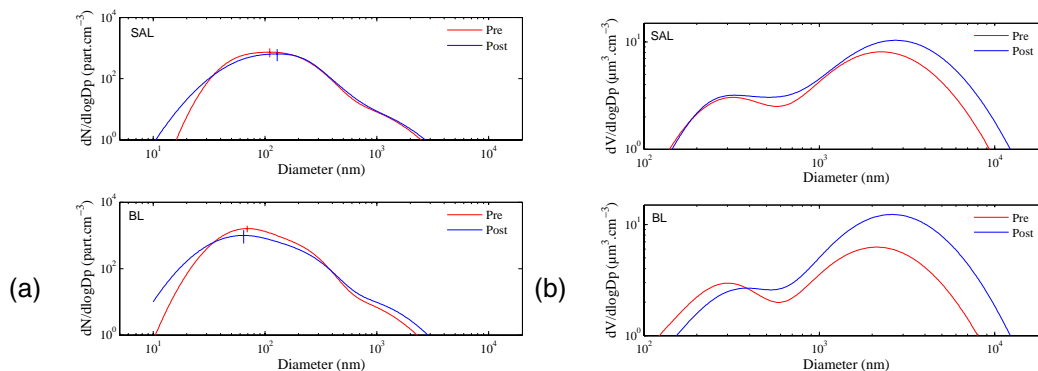 (a)
dN/dlogDp (part.cm⁻³)
10⁴
10²
10⁰
SAL
Pre
Post
10¹
10²
10³
10⁴
Diameter (nm)
dN/dlogDp (part.cm⁻³)
10⁴
10²
10⁰
BL
Pre
Post
10¹
10²
10³
10⁴
Diameter (nm)
(b)
dV/dlogDp (μm³.cm⁻³)
10¹
10⁰
SAL
Pre
Post
10²
10³
10⁴
Diameter (nm)
dV/dlogDp (μm³.cm⁻³)
10¹
10⁰
BL
Pre
Post
10²
10³
10⁴
Diameter (nm)